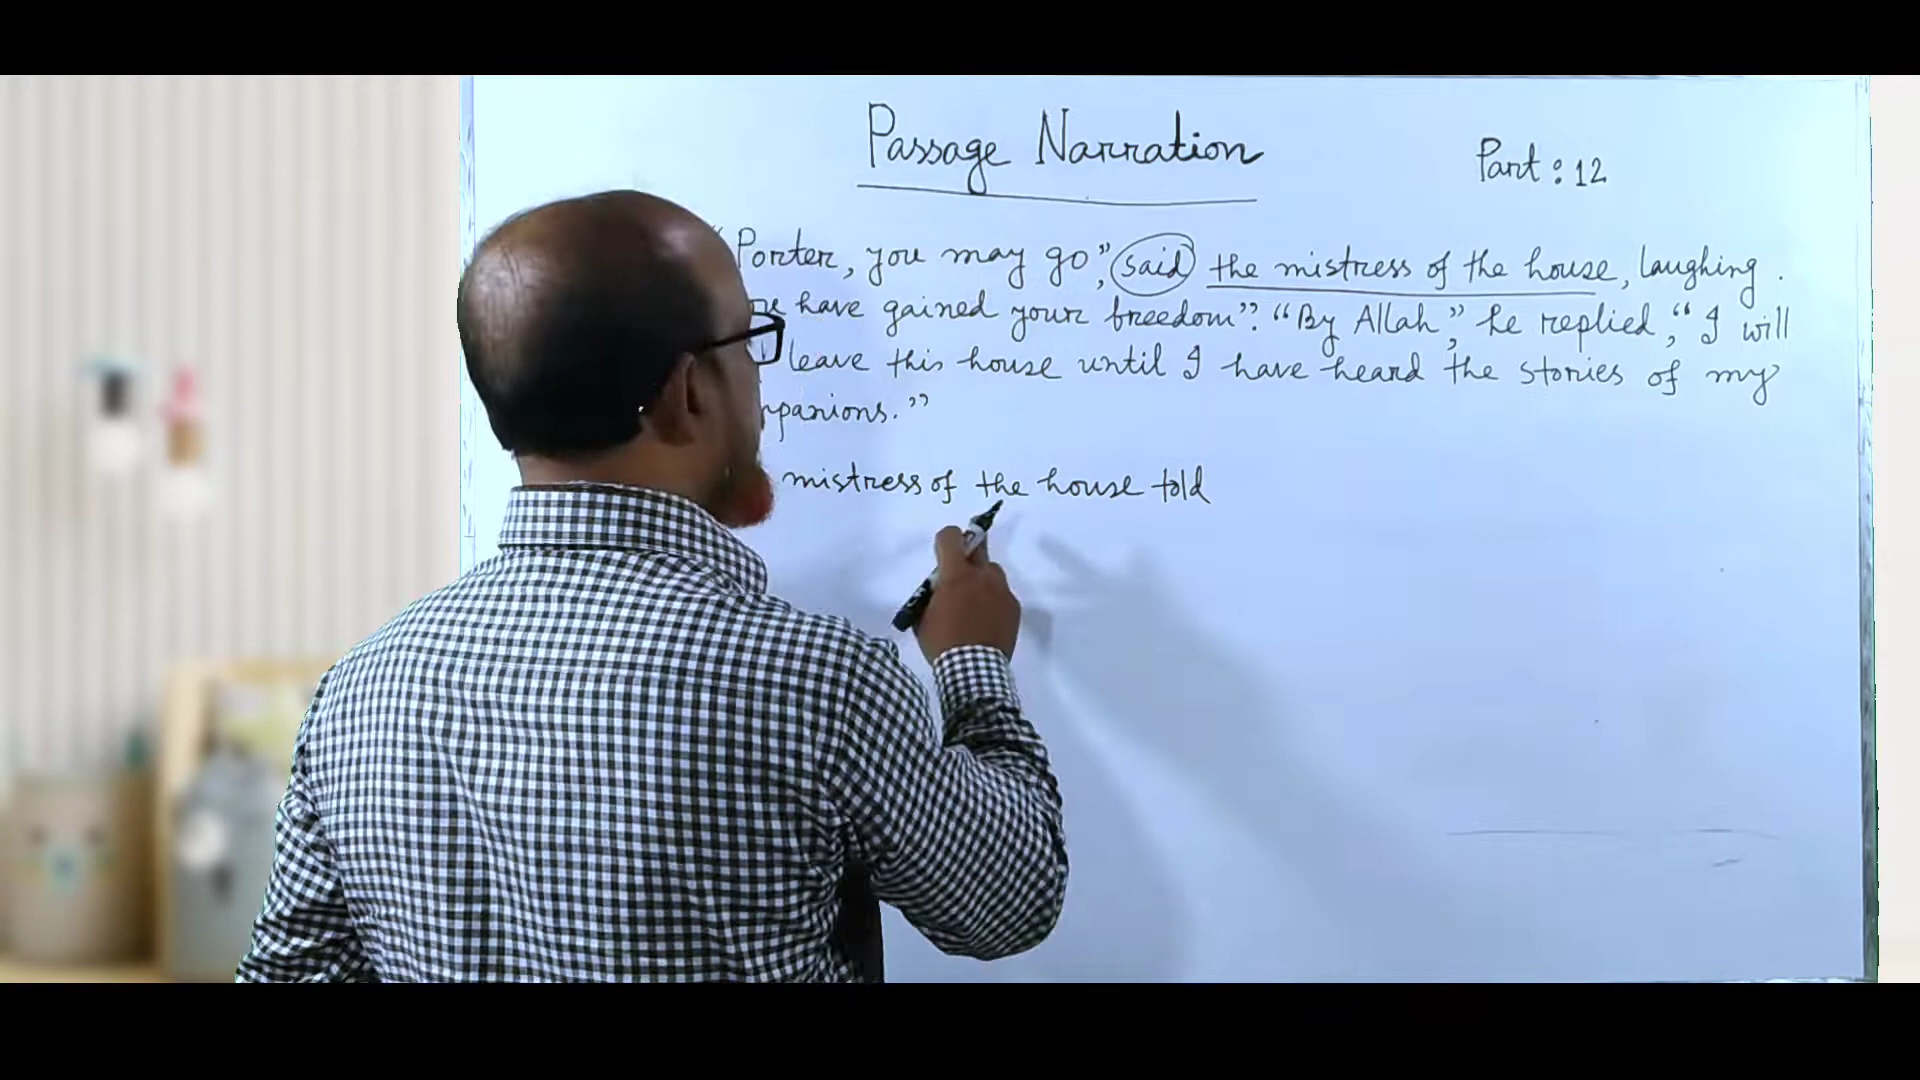 Passage Narration
Part : 12
"Porter, you may go", said the mistress of the house, laughing.
have gained your freedom". "By Allah", he replied, "I will
leave this house until I have heard the stories of my
mistress of the house told